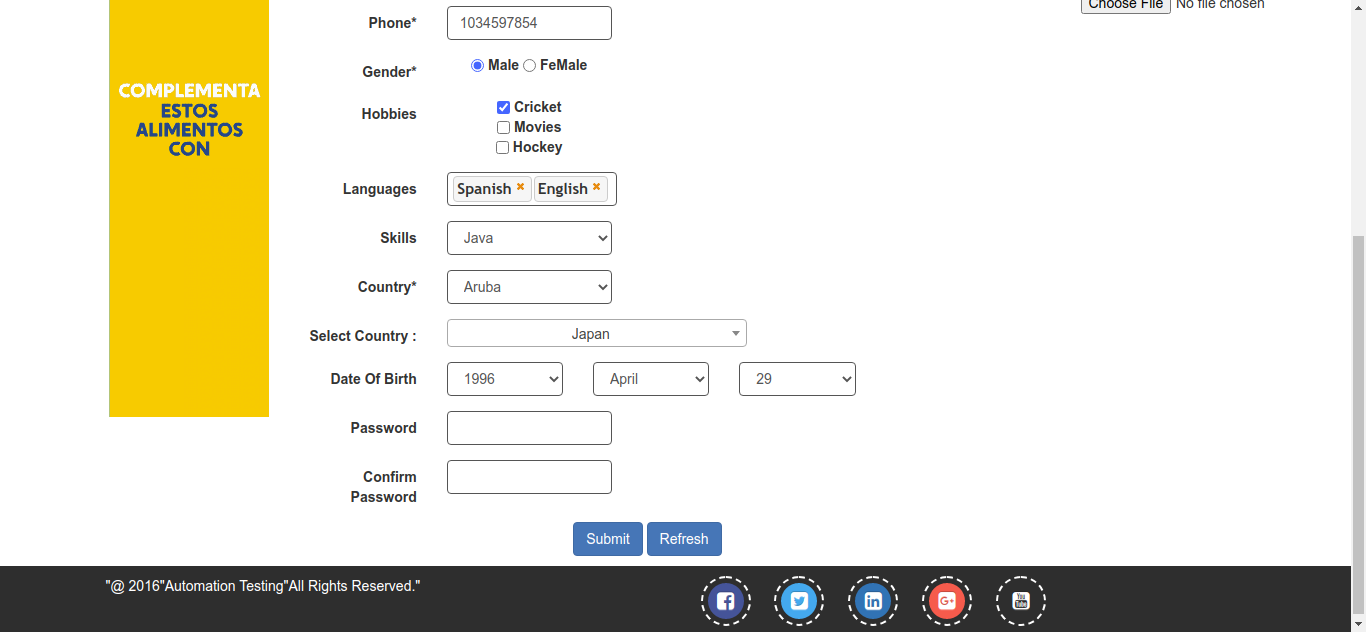 Choose File No file chosen
Phone* 1034597854
Gender* Male FeMale
Hobbies Cricket
Movies
Hockey
COMPLEMENTA
ESTOS
ALIMENTOS
CON
Languages Spanish English
Skills Java
Country* Aruba
Select Country : Japan
Date Of Birth 1996 April 29
Password
Confirm
Password
Submit Refresh
"@ 2016"Automation Testing"All Rights Reserved."
f in G+ You Tube